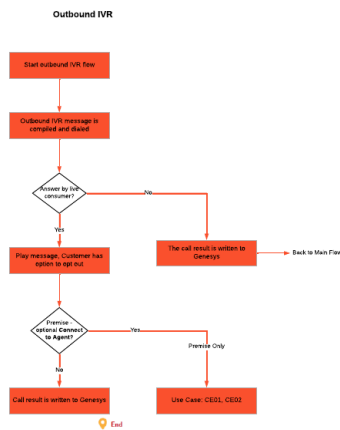 Outbound IVR
Start outbound IVR flow
Outbound IVR message is
compiled and dialed
Answer by live
consumer?
No
Yes
Play message, Customer has
option to opt out
The call result is written to
Genesys
Back to Main Flow
Premise -
optional Connect
to Agent?
Yes
Premise Only
No
Call result is written to Genesys
Use Case: CE01, CE02
End